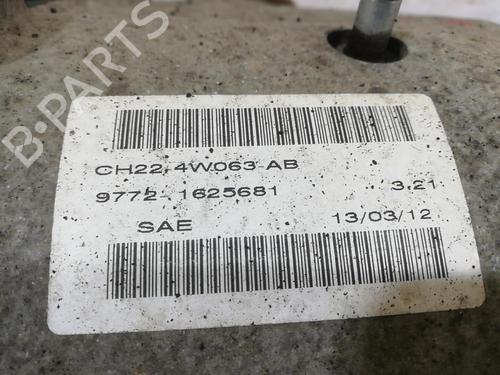 B-PARTS
CH22 4W063 AB
9772 1625681 3.21
SAE 13/03/12